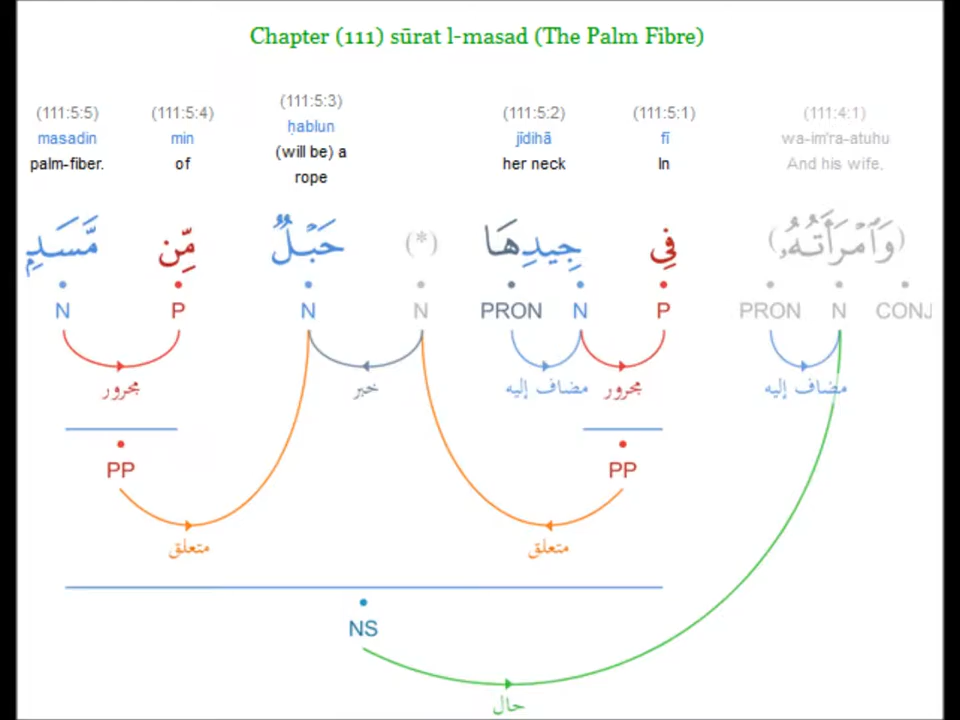 Chapter (111) sūrat l-masad (The Palm Fibre)
(111:5:5) (111:5:4) (111:5:3) (111:5:2) (111:5:1) (111:4:1)
masadin min ḥablun jīdihā fī wa-im'ra-atuhu
palm-fiber. of (will be) a rope her neck In And his wife,
(وَٱمْرَأَتُهُۥ) فِى جِيدِهَا (*) حَبْلٌۭ مِّن مَّسَدٍۭ
N P N N PRON N P PRON N CONJ
مجرور خبر مضاف إليه مجرور مضاف إليه
PP PP
متعلق متعلق
NS
حال